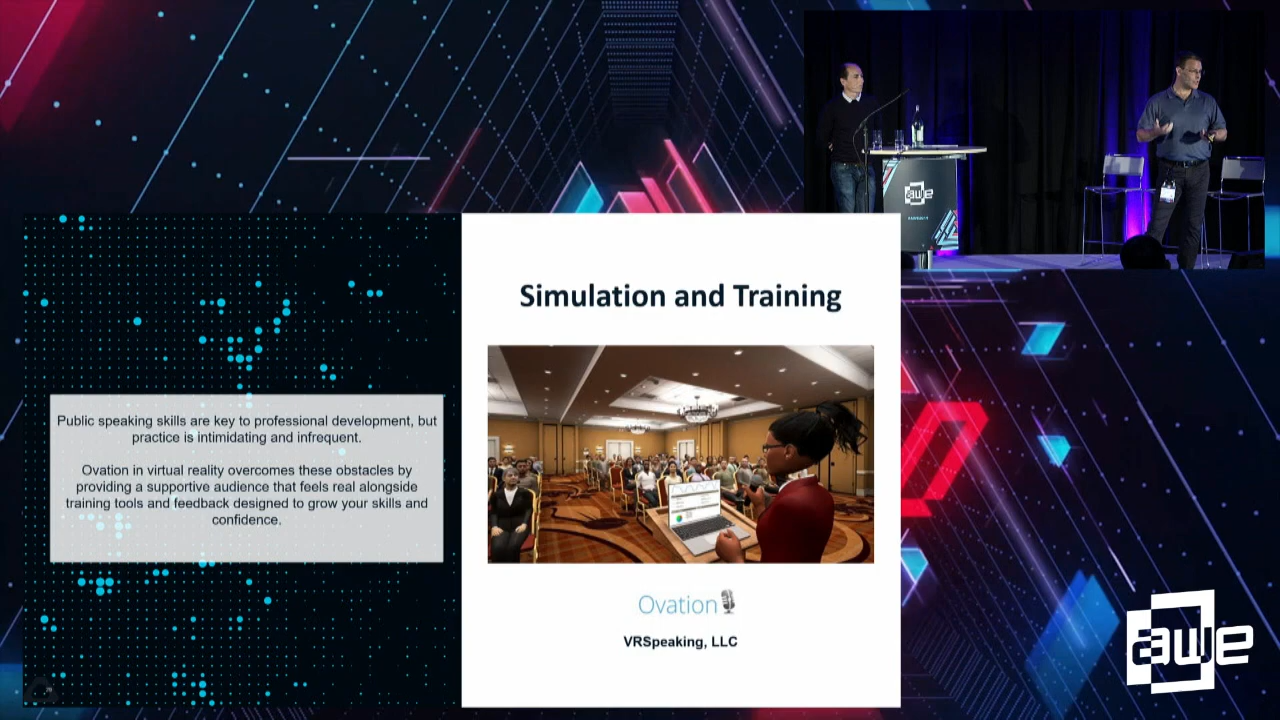 awe
Simulation and Training
Public speaking skills are key to professional development, but
practice is intimidating and infrequent.
Ovation in virtual reality overcomes these obstacles by
providing a supportive audience that feels real alongside
training tools and feedback designed to grow your skills and
confidence.
Ovation
VRSpeaking, LLC
awe